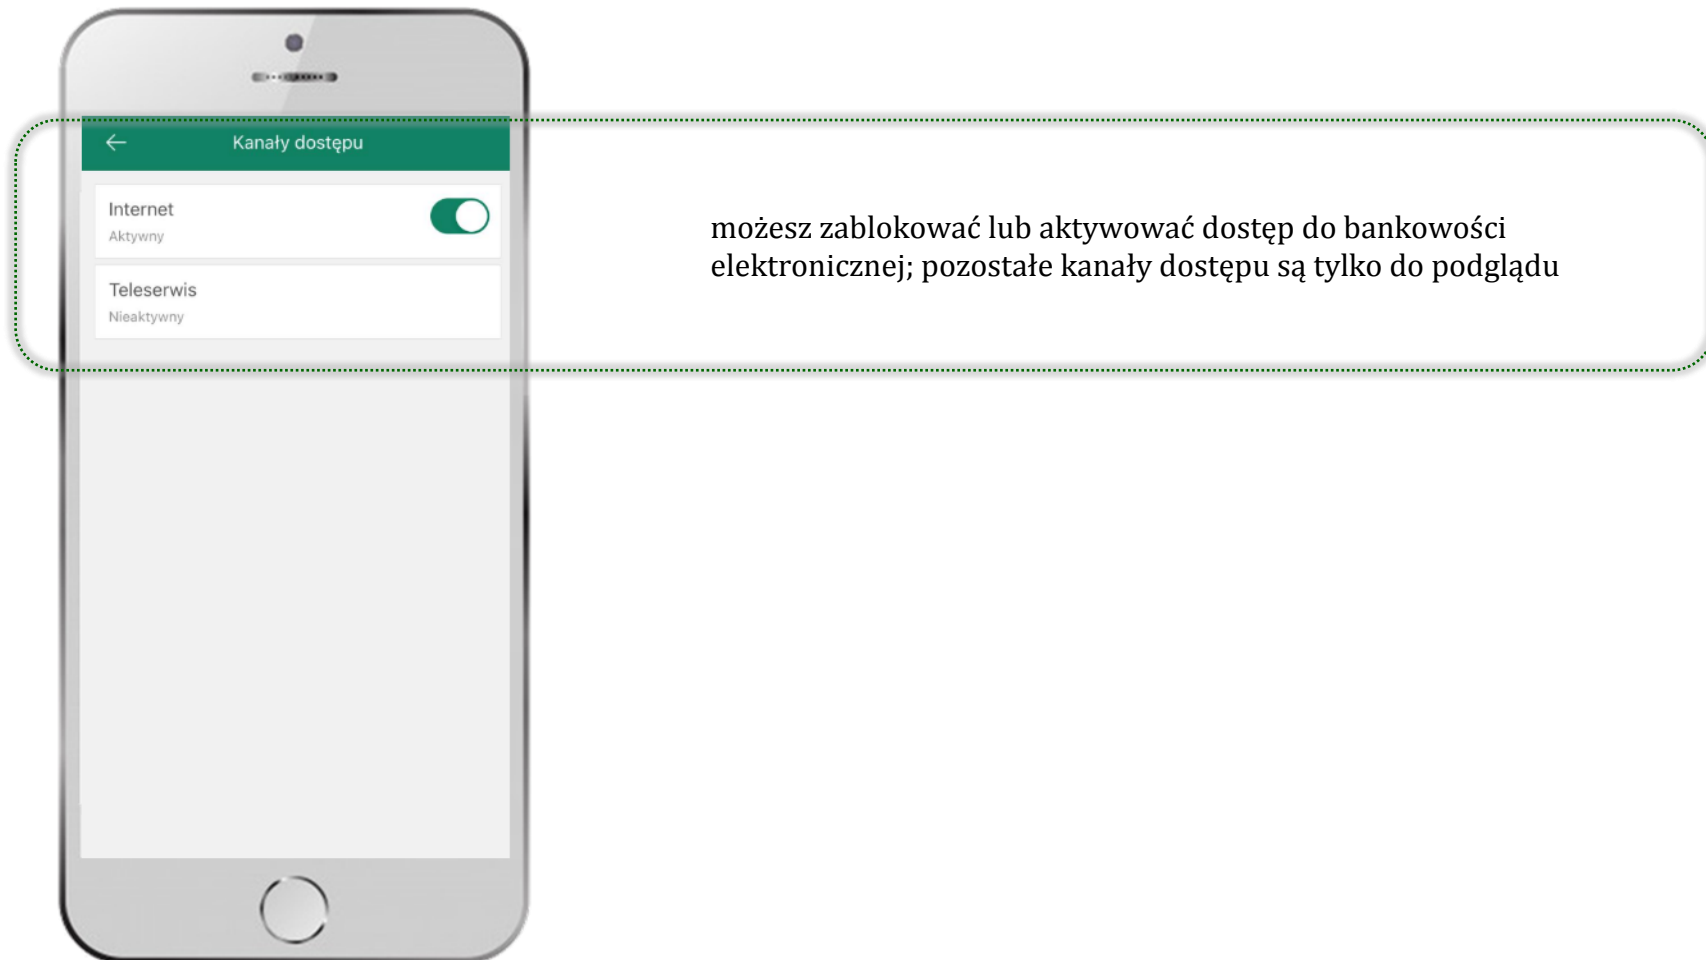 Kanały dostępu
Internet
Aktywny
Teleserwis
Nieaktywny
możesz zablokować lub aktywować dostęp do bankowości
elektronicznej; pozostałe kanały dostępu są tylko do podglądu